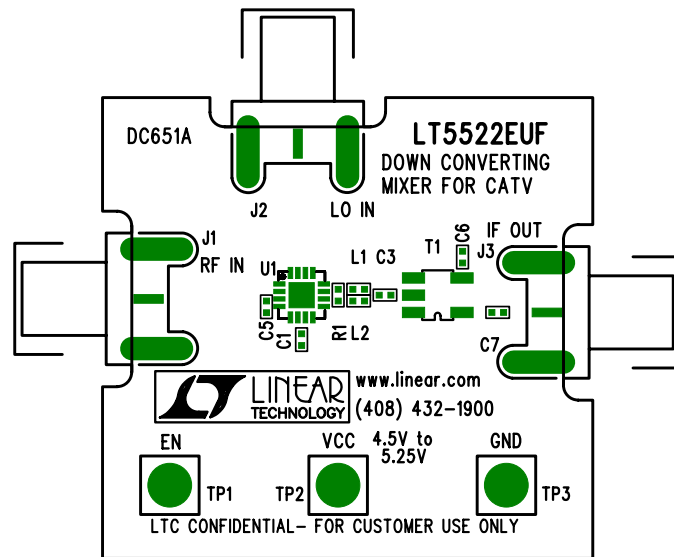 DC651A
LT5522EUF
DOWN CONVERTING
MIXER FOR CATV
J2
LO IN
J1
RF IN
U1
L1
C3
T1
C6
IF OUT
J3
C5
C1
R1
L2
C7
LT LINEAR
TECHNOLOGY
www.linear.com
(408) 432-1900
EN
VCC
4.5V to
5.25V
GND
TP1
TP2
TP3
LTC CONFIDENTIAL- FOR CUSTOMER USE ONLY